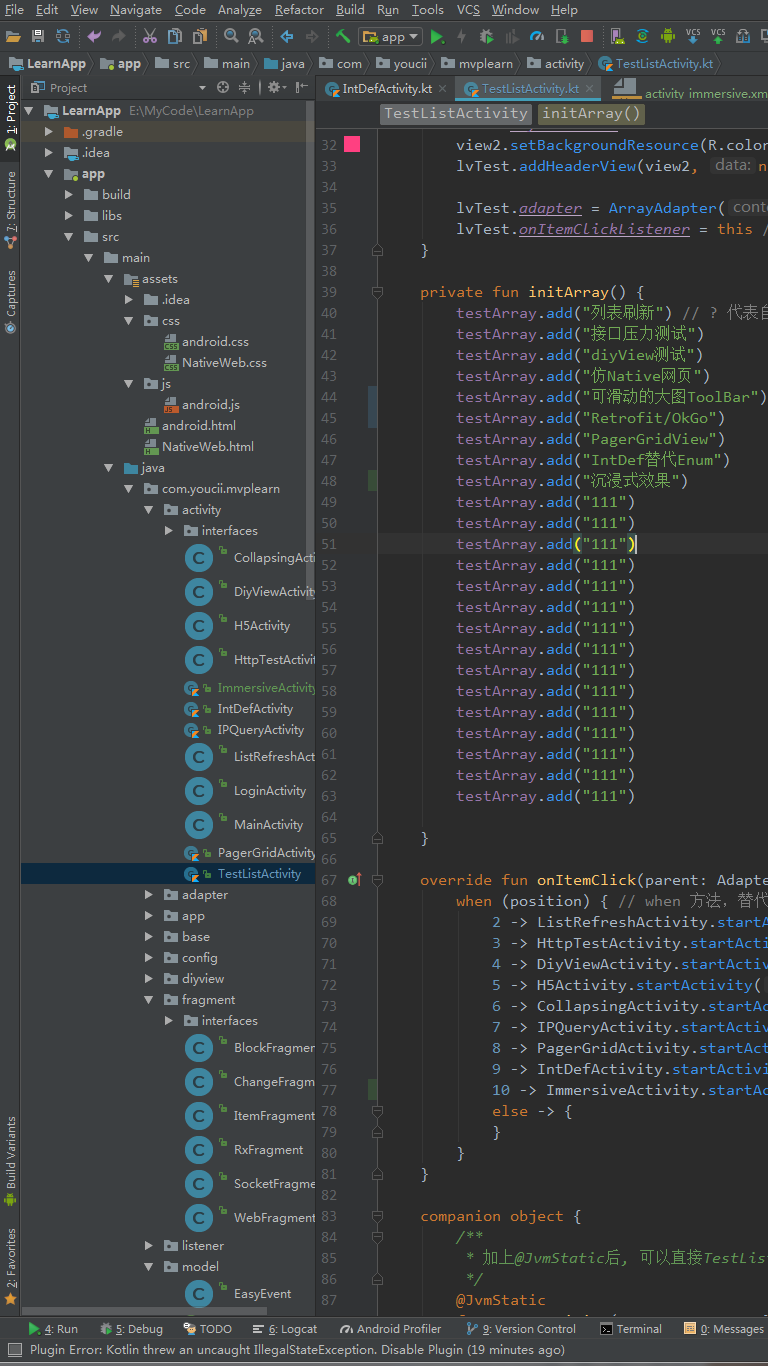 File Edit View Navigate Code Analyze Refactor Build Run Tools VCS Window Help
app VCS VCS
LearnApp app src main java com youcii mvplearn activity TestListActivity.kt
Project
IntDefActivity.kt TestListActivity.kt activity_immersive.xm
TestListActivity initArray()
1: Project
7: Structure
Captures
Build Variants
2: Favorites
LearnApp E:\MyCode\LearnApp
.gradle
.idea
app
build
libs
src
main
assets
.idea
css
android.css
NativeWeb.css
js
android.js
android.html
NativeWeb.html
java
com.youcii.mvplearn
activity
interfaces
CollapsingActi
DiyViewActivity
H5Activity
HttpTestActivit
ImmersiveActivity
IntDefActivity
IPQueryActivity
ListRefreshAct
LoginActivity
MainActivity
PagerGridActivity
TestListActivity
adapter
app
base
config
diyview
fragment
interfaces
BlockFragmen
ChangeFragm
ItemFragment
RxFragment
SocketFragme
WebFragment
listener
model
EasyEvent
32 view2.setBackgroundResource(R.color
33 lvTest.addHeaderView(view2, data: n
34
35 lvTest.adapter = ArrayAdapter( conte
36 lvTest.onItemClickListener = this /
37 }
38
39 private fun initArray() {
40 testArray.add("列表刷新") // ? 代表自
41 testArray.add("接口压力测试")
42 testArray.add("diyView测试")
43 testArray.add("仿Native网页")
44 testArray.add("可滑动的大图ToolBar")
45 testArray.add("Retrofit/OkGo")
46 testArray.add("PagerGridView")
47 testArray.add("IntDef替代Enum")
48 testArray.add("沉浸式效果")
49 testArray.add("111")
50 testArray.add("111")
51 testArray.add("111")
52 testArray.add("111")
53 testArray.add("111")
54 testArray.add("111")
55 testArray.add("111")
56 testArray.add("111")
57 testArray.add("111")
58 testArray.add("111")
59 testArray.add("111")
60 testArray.add("111")
61 testArray.add("111")
62 testArray.add("111")
63 testArray.add("111")
64
65 }
66
67 override fun onItemClick(parent: Adapte
68 when (position) { // when 方法, 替代
69 2 -> ListRefreshActivity.startA
70 3 -> HttpTestActivity.startActi
71 4 -> DiyViewActivity.startActiv
72 5 -> H5Activity.startActivity(
73 6 -> CollapsingActivity.startAc
74 7 -> IPQueryActivity.startActiv
75 8 -> PagerGridActivity.startAct
76 9 -> IntDefActivity.startActivi
77 10 -> ImmersiveActivity.startAc
78 else -> {
79 }
80 }
81 }
82
83 companion object {
84 /**
85 * 加上@JvmStatic后, 可以直接TestLis
86 */
87 @JvmStatic
4: Run 5: Debug TODO 6: Logcat Android Profiler 9: Version Control Terminal 0: Messages
Plugin Error: Kotlin threw an uncaught IllegalStateException. Disable Plugin (19 minutes ago)